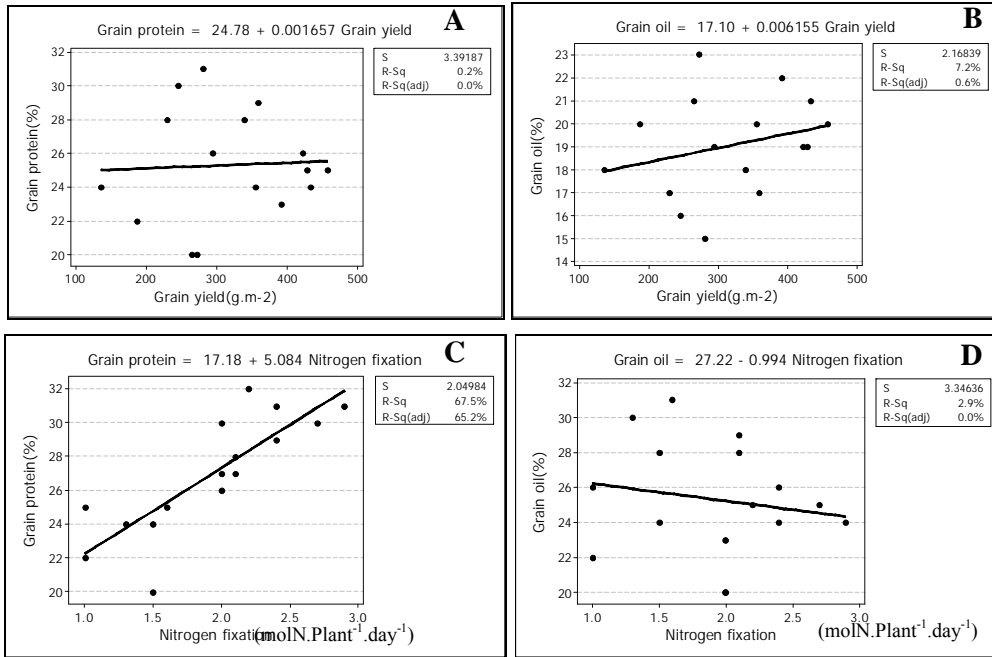 A
Grain protein = 24.78 + 0.001657 Grain yield
S 3.39187
R-Sq 0.2%
R-Sq(adj) 0.0%
Grain protein(%)
32
30
28
26
24
22
20
100 200 300 400 500
Grain yield(g.m-2)
B
Grain oil = 17.10 + 0.006155 Grain yield
S 2.16839
R-Sq 7.2%
R-Sq(adj) 0.6%
Grain oil(%)
23
22
21
20
19
18
17
16
15
14
100 200 300 400 500
Grain yield(g.m-2)
C
Grain protein = 17.18 + 5.084 Nitrogen fixation
S 2.04984
R-Sq 67.5%
R-Sq(adj) 65.2%
Grain protein(%)
32
30
28
26
24
22
20
1.0 1.5 2.0 2.5 3.0
Nitrogen fixation(molN.Plant⁻¹.day⁻¹)
D
Grain oil = 27.22 - 0.994 Nitrogen fixation
S 3.34636
R-Sq 2.9%
R-Sq(adj) 0.0%
Grain oil(%)
32
30
28
26
24
22
20
1.0 1.5 2.0 2.5 3.0
Nitrogen fixation (molN.Plant⁻¹.day⁻¹)